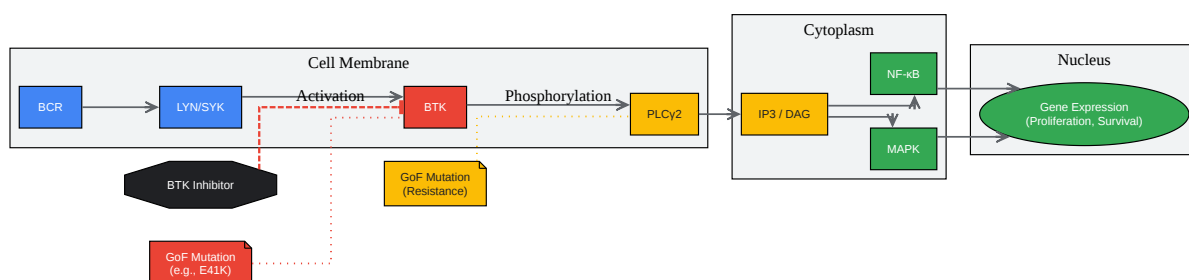 Cell Membrane
BCR
LYN/SYK
Activation
BTK
Phosphorylation
PLCγ2
BTK Inhibitor
GoF Mutation
(Resistance)
GoF Mutation
(e.g., E41K)
Cytoplasm
IP3 / DAG
NF-κB
MAPK
Nucleus
Gene Expression
(Proliferation, Survival)